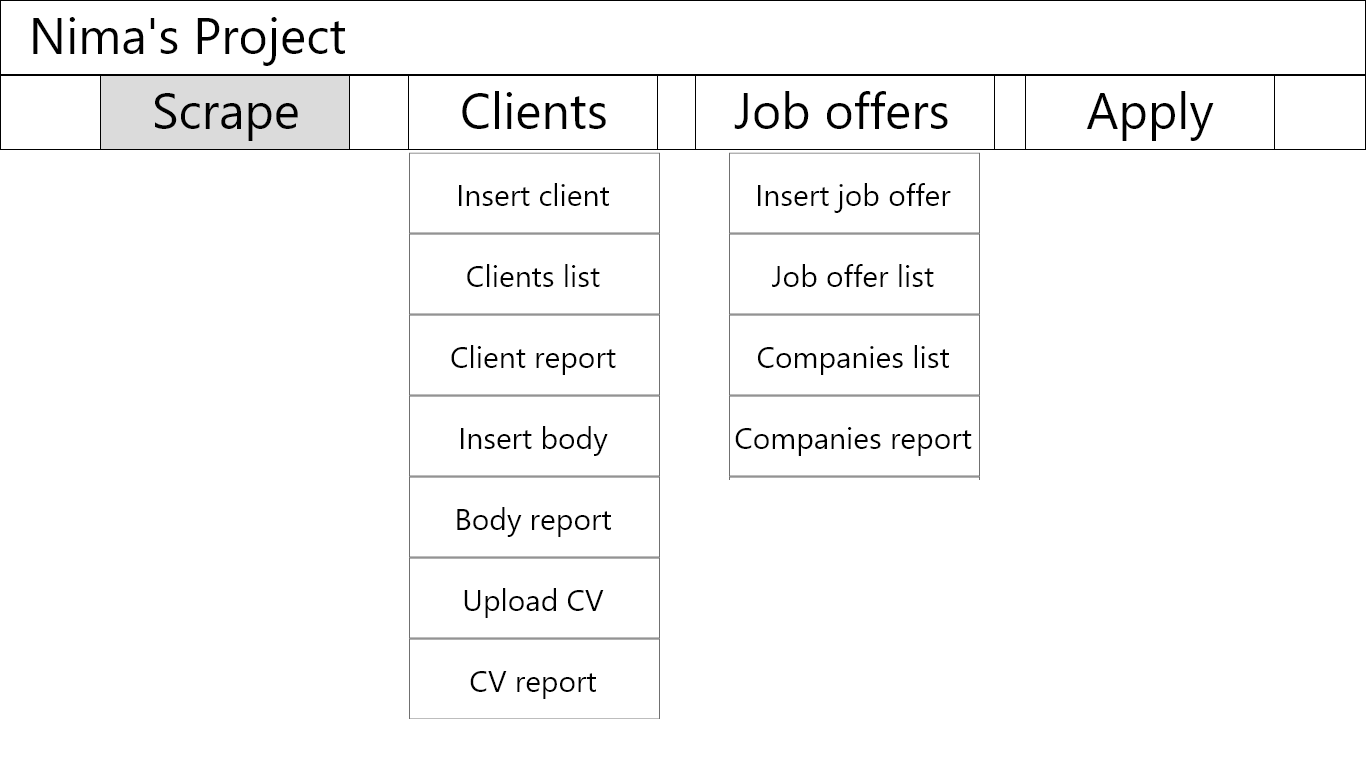 Nima's Project
Scrape
Clients
Job offers
Apply
Insert client
Clients list
Client report
Insert body
Body report
Upload CV
CV report
Insert job offer
Job offer list
Companies list
Companies report